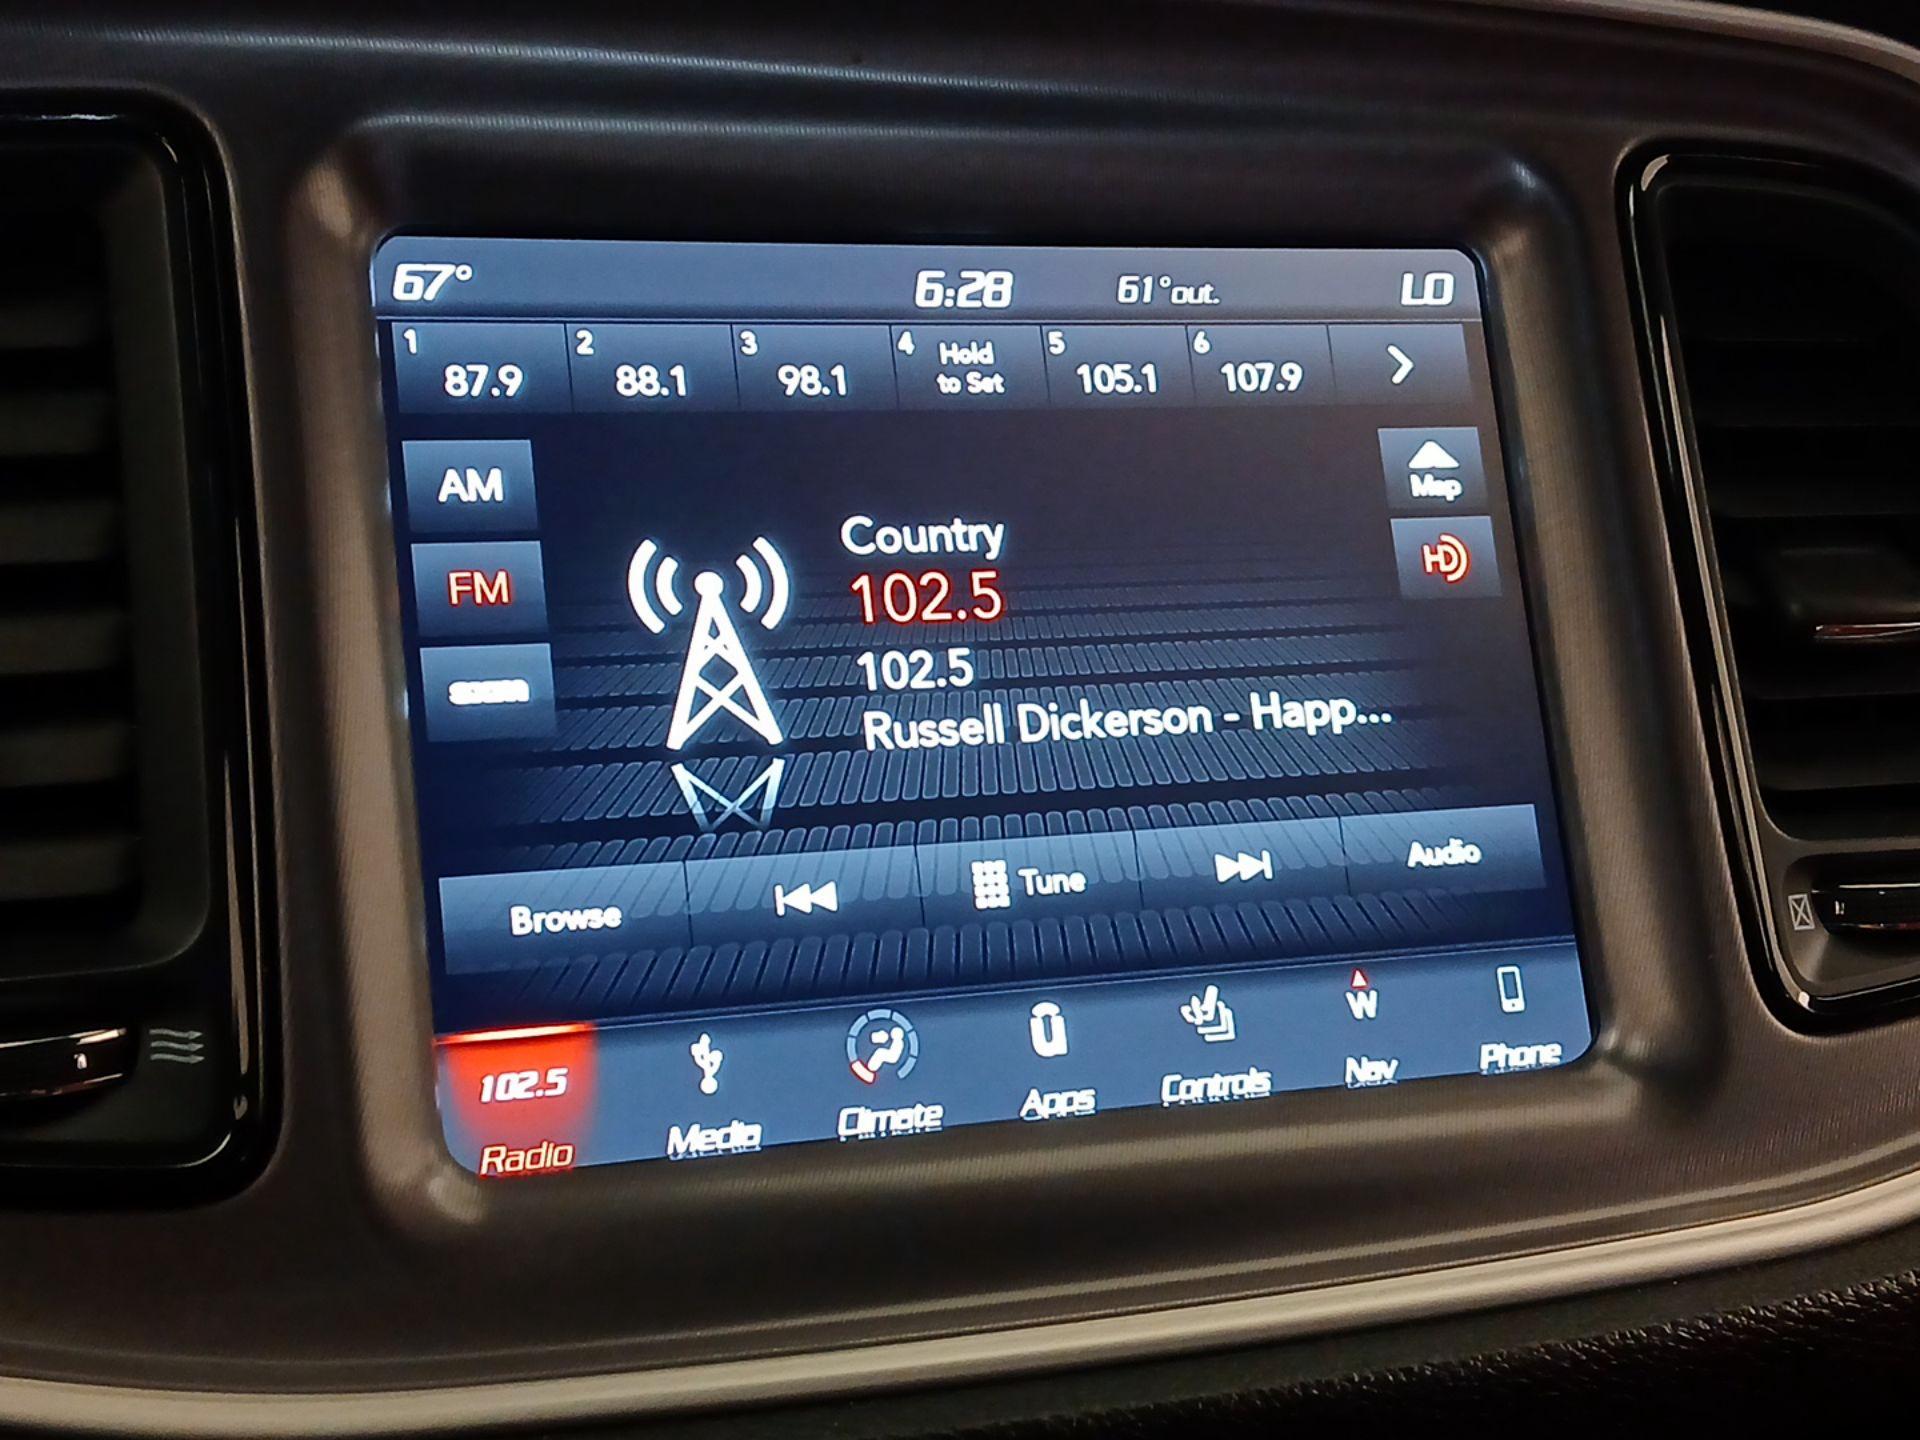 67° 6:28 61°out. LO
1 87.9 2 88.1 3 98.1 4 Hold to Set 5 105.1 6 107.9
AM
FM
Map
HD
Country
102.5
102.5
Russell Dickerson - Happ...
Browse Tune Audio
102.5 Radio Media Climate Apps Controls W Nav Phone